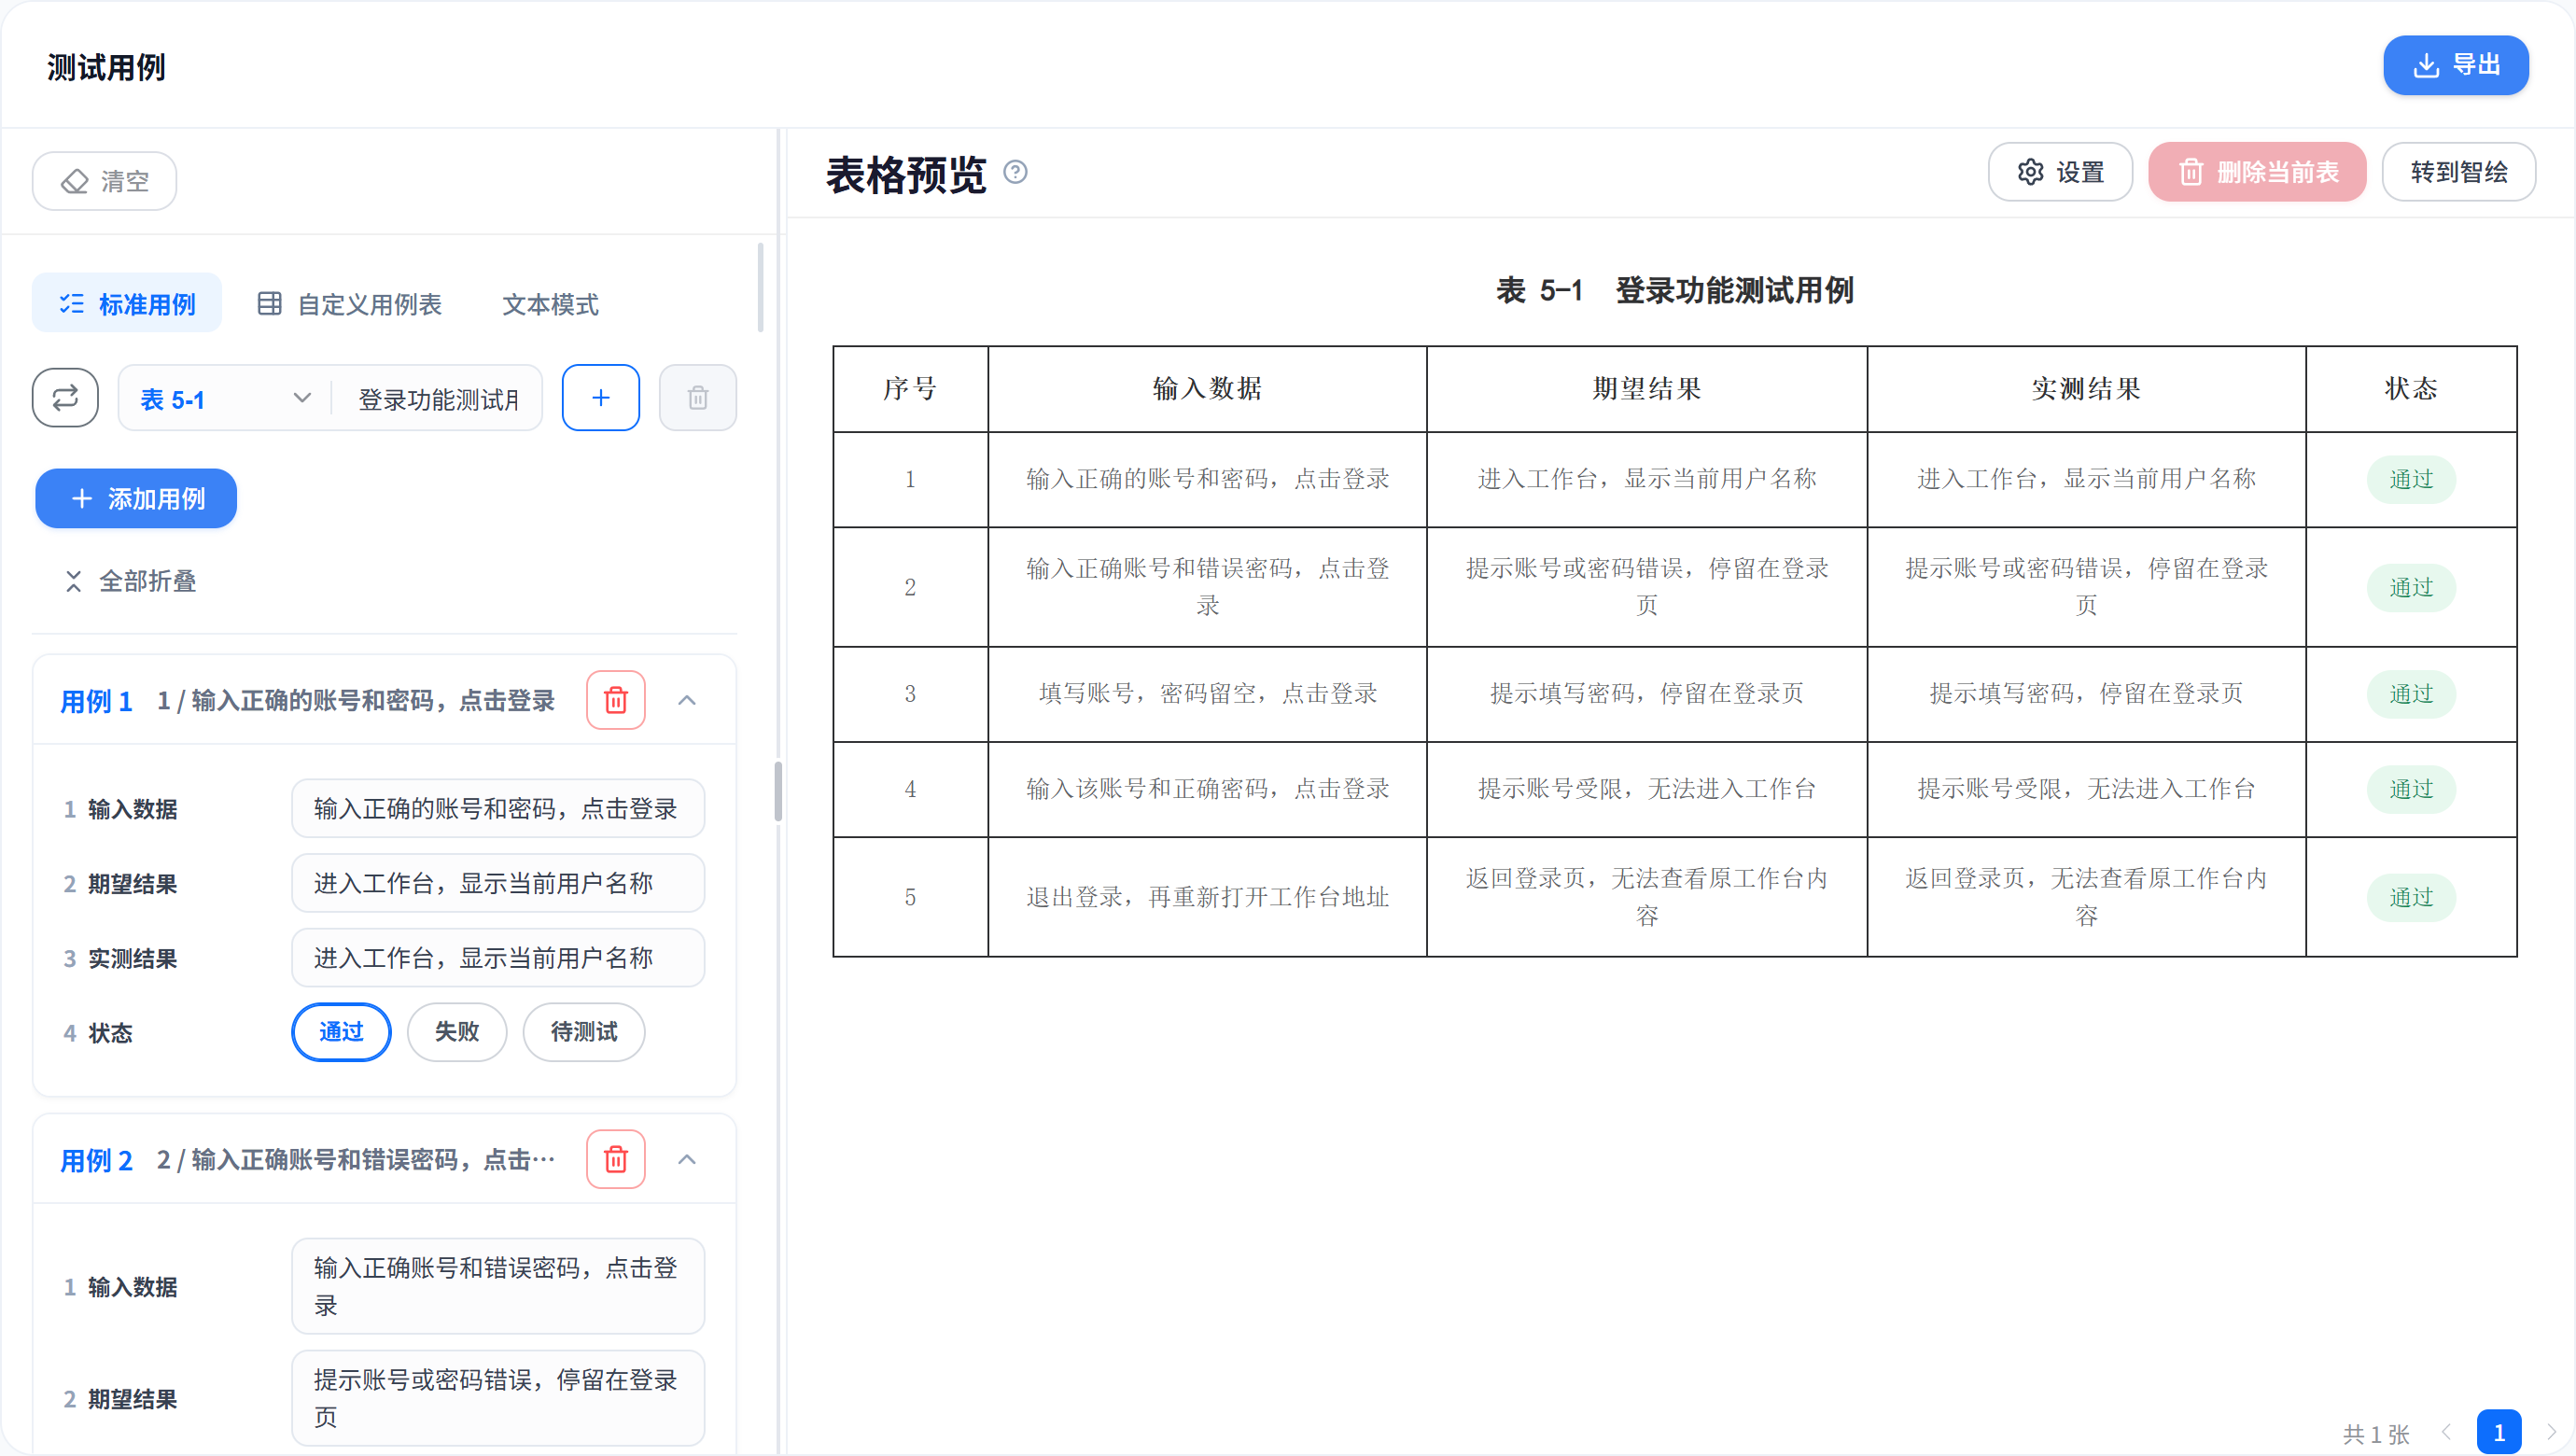 测试用例
导出
清空
标准用例 自定义用例表 文本模式
表 5-1 登录功能测试用
添加用例
全部折叠
用例 1 1 / 输入正确的账号和密码，点击登录
1 输入数据 输入正确的账号和密码，点击登录
2 期望结果 进入工作台，显示当前用户名称
3 实测结果 进入工作台，显示当前用户名称
4 状态 通过 失败 待测试
用例 2 2 / 输入正确账号和错误密码，点击…
1 输入数据 输入正确账号和错误密码，点击登
录
2 期望结果 提示账号或密码错误，停留在登录
页
表格预览
设置 删除当前表 转到智绘
表 5-1 登录功能测试用例
序号 输入数据 期望结果 实测结果 状态
1 输入正确的账号和密码，点击登录 进入工作台，显示当前用户名称 进入工作台，显示当前用户名称 通过
2 输入正确账号和错误密码，点击登 提示账号或密码错误，停留在登录 提示账号或密码错误，停留在登录 通过
录 页 页
3 填写账号，密码留空，点击登录 提示填写密码，停留在登录页 提示填写密码，停留在登录页 通过
4 输入该账号和正确密码，点击登录 提示账号受限，无法进入工作台 提示账号受限，无法进入工作台 通过
5 退出登录，再重新打开工作台地址 返回登录页，无法查看原工作台内 返回登录页，无法查看原工作台内 通过
容 容
共 1 张 1